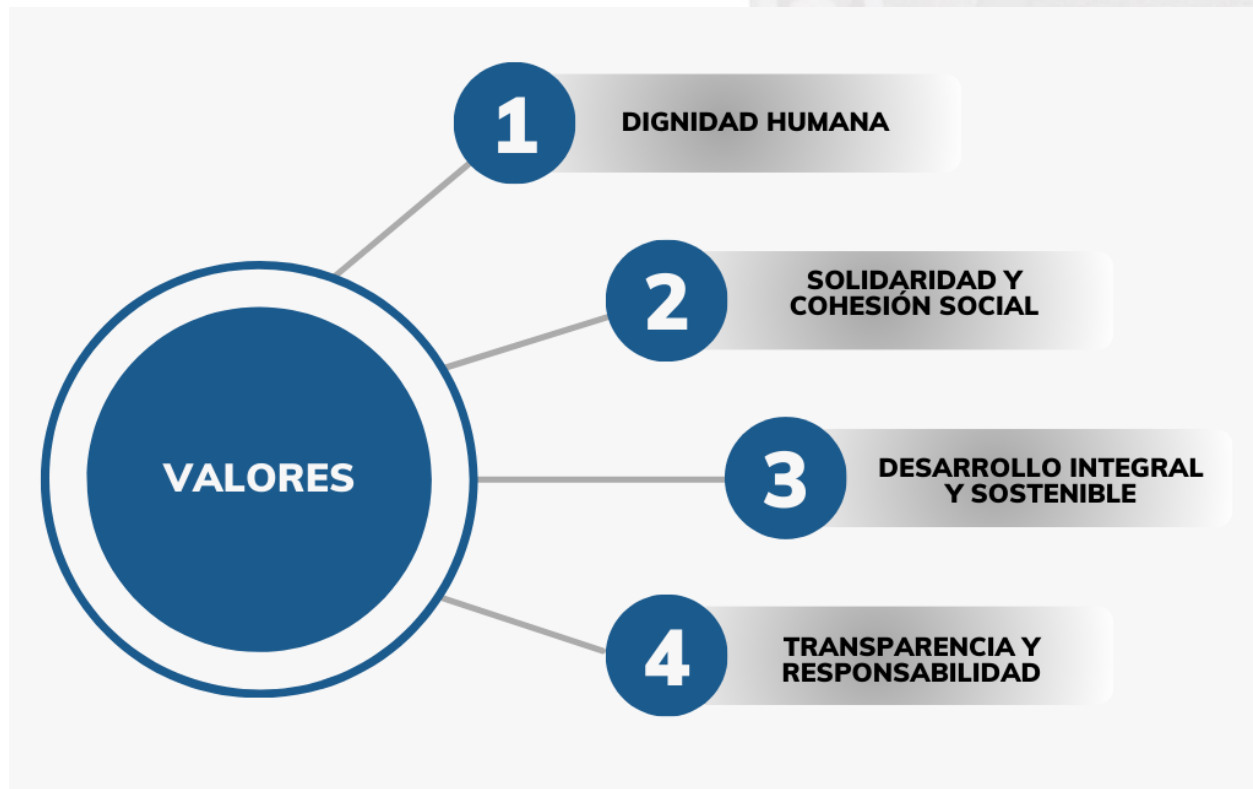 1
DIGNIDAD HUMANA
2
SOLIDARIDAD Y
COHESIÓN SOCIAL
VALORES
3
DESARROLLO INTEGRAL
Y SOSTENIBLE
4
TRANSPARENCIA Y
RESPONSABILIDAD